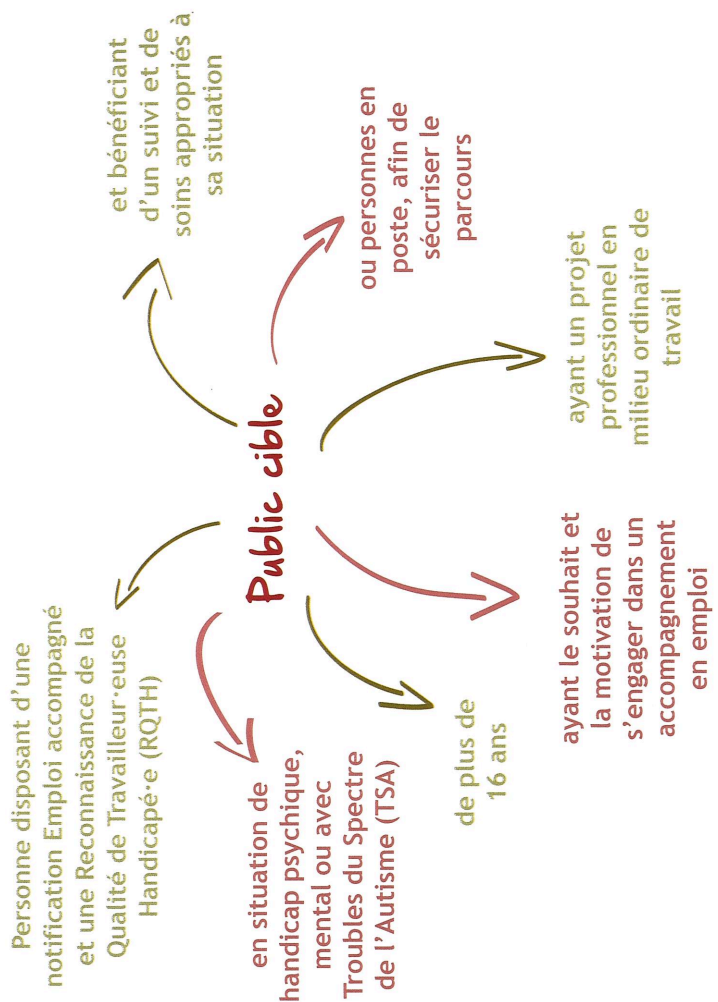 Public cible
Personne disposant d'une
notification Emploi accompagné
et une Reconnaissance de la
Qualité de Travailleur·euse
Handicapé·e (RQTH)
en situation de
handicap psychique,
mental ou avec
Troubles du Spectre
de l'Autisme (TSA)
de plus de
16 ans
ayant le souhait et
la motivation de
s'engager dans un
accompagnement
en emploi
ayant un projet
professionnel en
milieu ordinaire de
travail
ou personnes en
poste, afin de
sécuriser le
parcours
et bénéficiant
d'un suivi et de
soins appropriés à
sa situation